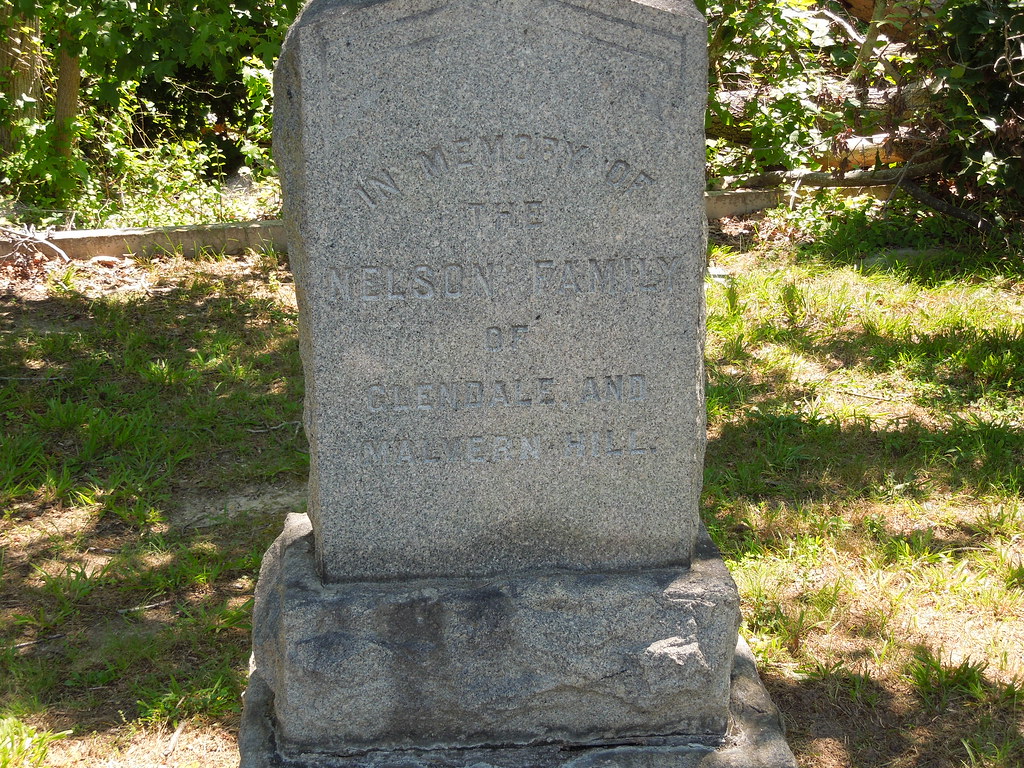 IN MEMORY OF
THE
NELSON FAMILY
OF
GLENDALE, AND
MALVERN HILL.